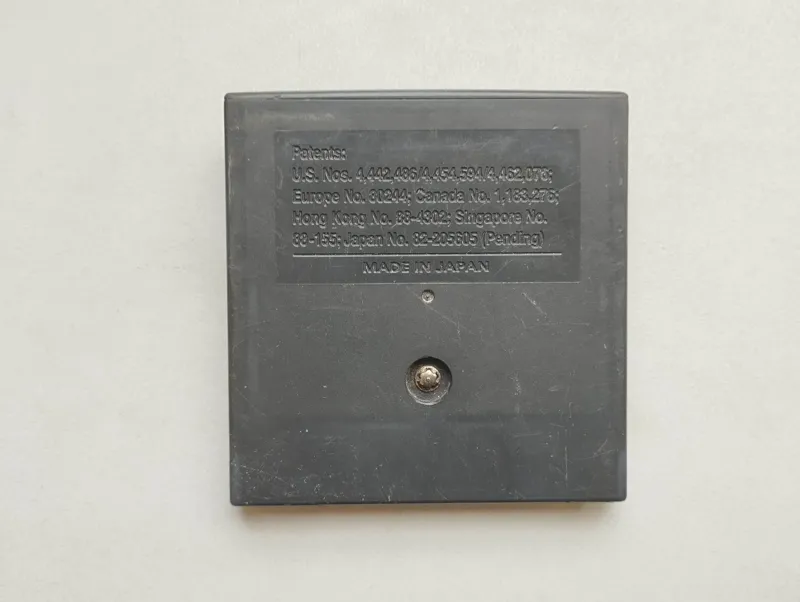 Patents:
U.S. Nos. 4,442,486/4,454,594/4,462,076;
Europe No. 80244; Canada No. 1,183,276;
Hong Kong No. 88-4302; Singapore No.
88-155; Japan No. 82-205605 (Pending)
MADE IN JAPAN